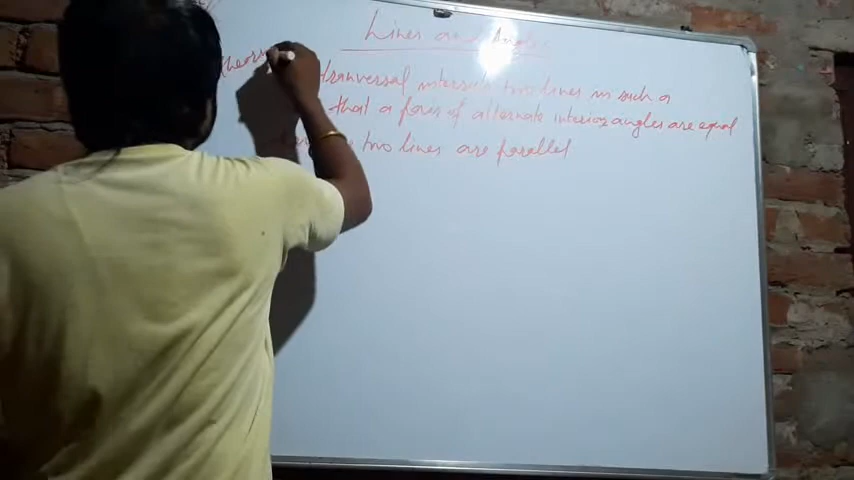 Lines and Angles
Theorem
transversal intersects two lines in such a
that a pair of alternate interior angles are equal
two lines are parallel